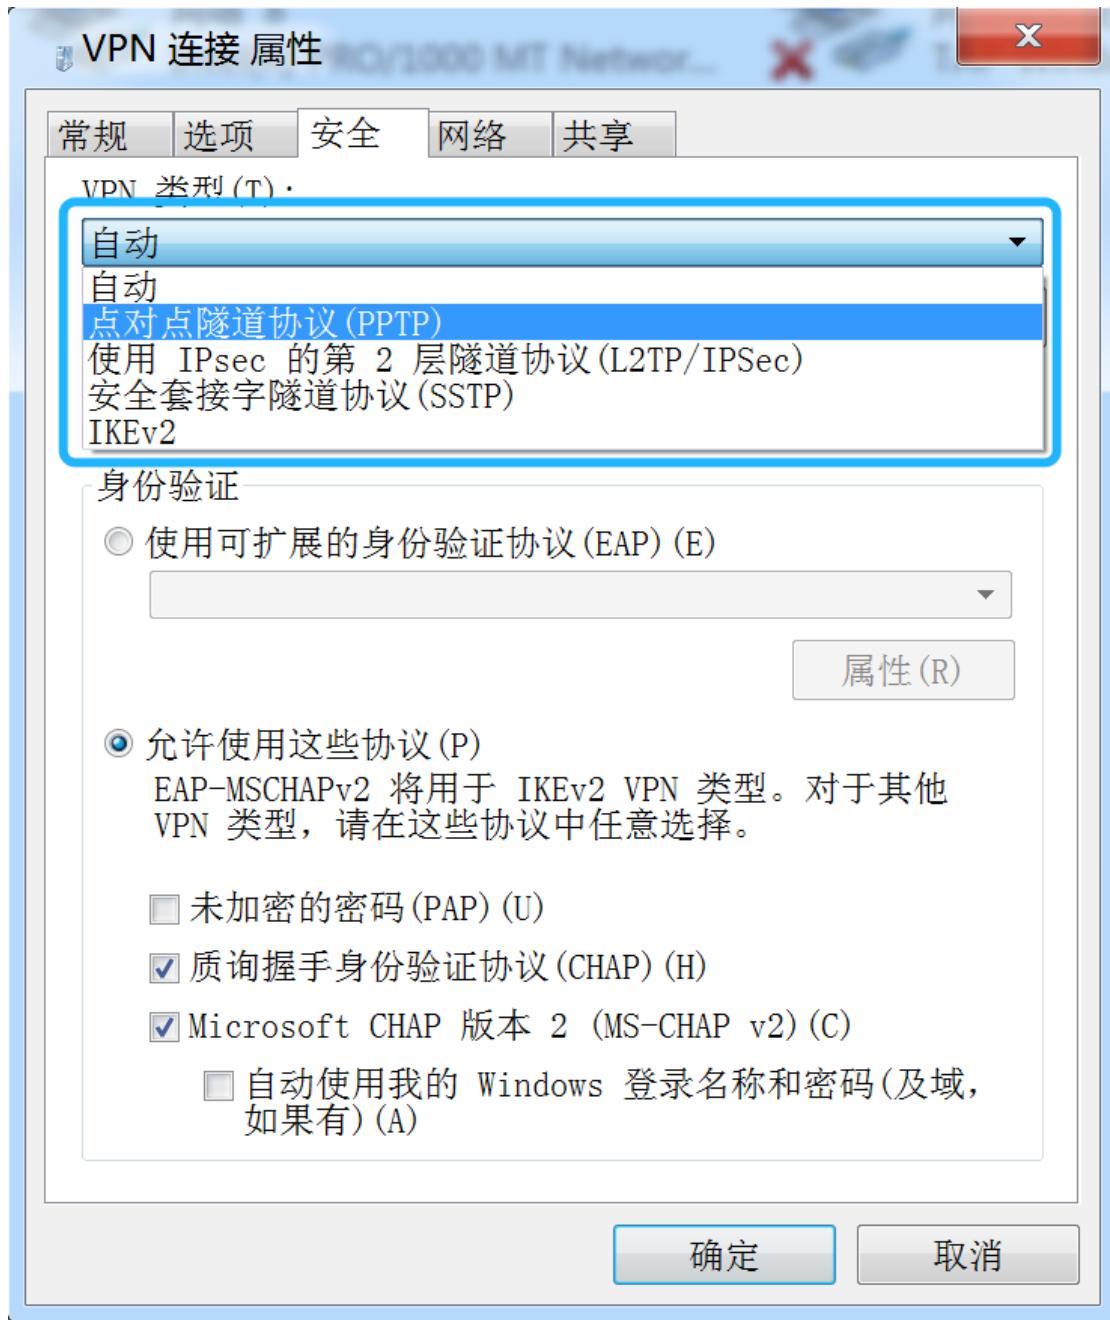 VPN 连接 属性
PRO/1000 MT Networ...
常规 选项 安全 网络 共享
VPN 类型(T):
自动
自动
点对点隧道协议(PPTP)
使用 IPsec 的第 2 层隧道协议(L2TP/IPSec)
安全套接字隧道协议(SSTP)
IKEv2
身份验证
使用可扩展的身份验证协议(EAP)(E)
属性(R)
允许使用这些协议(P)
EAP-MSCHAPv2 将用于 IKEv2 VPN 类型。对于其他
VPN 类型，请在这些协议中任意选择。
未加密的密码(PAP)(U)
质询握手身份验证协议(CHAP)(H)
Microsoft CHAP 版本 2 (MS-CHAP v2)(C)
自动使用我的 Windows 登录名称和密码(及域，
如果有)(A)
确定 取消